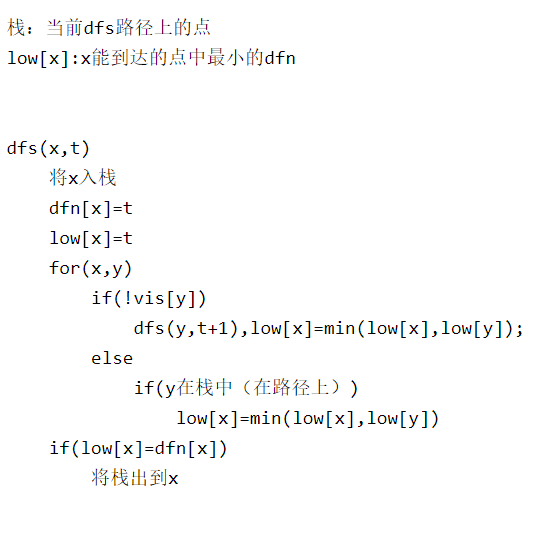 栈：当前dfs路径上的点
low[x]:x能到达的点中最小的dfn
dfs(x,t)
将x入栈
dfn[x]=t
low[x]=t
for(x,y)
if(!vis[y])
dfs(y,t+1),low[x]=min(low[x],low[y]);
else
if(y在栈中（在路径上）)
low[x]=min(low[x],low[y])
if(low[x]=dfn[x])
将栈出到x